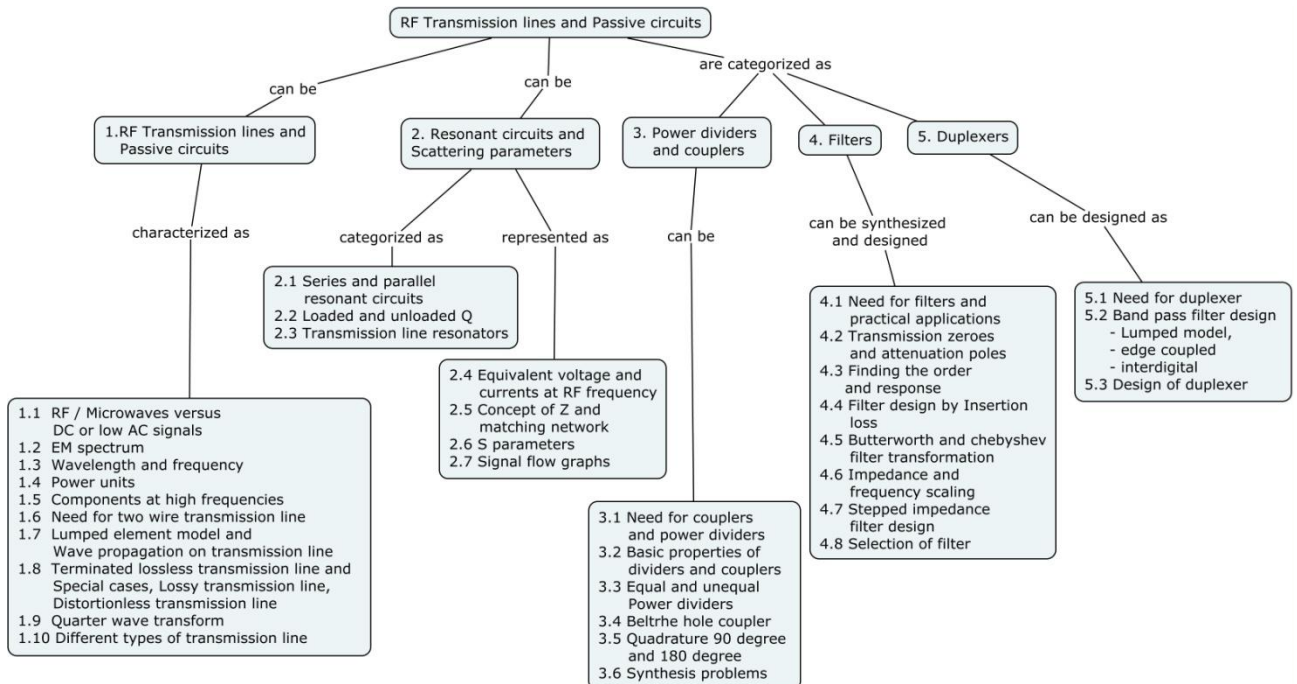 RF Transmission lines and Passive circuits
can be
can be
are categorized as
1.RF Transmission lines and
Passive circuits
2. Resonant circuits and
Scattering parameters
3. Power dividers
and couplers
4. Filters
5. Duplexers
characterized as
categorized as
represented as
can be
can be synthesized
and designed
can be designed as
2.1 Series and parallel
resonant circuits
2.2 Loaded and unloaded Q
2.3 Transmission line resonators
2.4 Equivalent voltage and
currents at RF frequency
2.5 Concept of Z and
matching network
2.6 S parameters
2.7 Signal flow graphs
4.1 Need for filters and
practical applications
4.2 Transmission zeroes
and attenuation poles
4.3 Finding the order
and response
4.4 Filter design by Insertion
loss
4.5 Butterworth and chebyshev
filter transformation
4.6 Impedance and
frequency scaling
4.7 Stepped impedance
filter design
4.8 Selection of filter
5.1 Need for duplexer
5.2 Band pass filter design
- Lumped model,
- edge coupled
- interdigital
5.3 Design of duplexer
1.1 RF / Microwaves versus
DC or low AC signals
1.2 EM spectrum
1.3 Wavelength and frequency
1.4 Power units
1.5 Components at high frequencies
1.6 Need for two wire transmission line
1.7 Lumped element model and
Wave propagation on transmission line
1.8 Terminated lossless transmission line and
Special cases, Lossy transmission line,
Distortionless transmission line
1.9 Quarter wave transform
1.10 Different types of transmission line
3.1 Need for couplers
and power dividers
3.2 Basic properties of
dividers and couplers
3.3 Equal and unequal
Power dividers
3.4 Beltrhe hole coupler
3.5 Quadrature 90 degree
and 180 degree
3.6 Synthesis problems